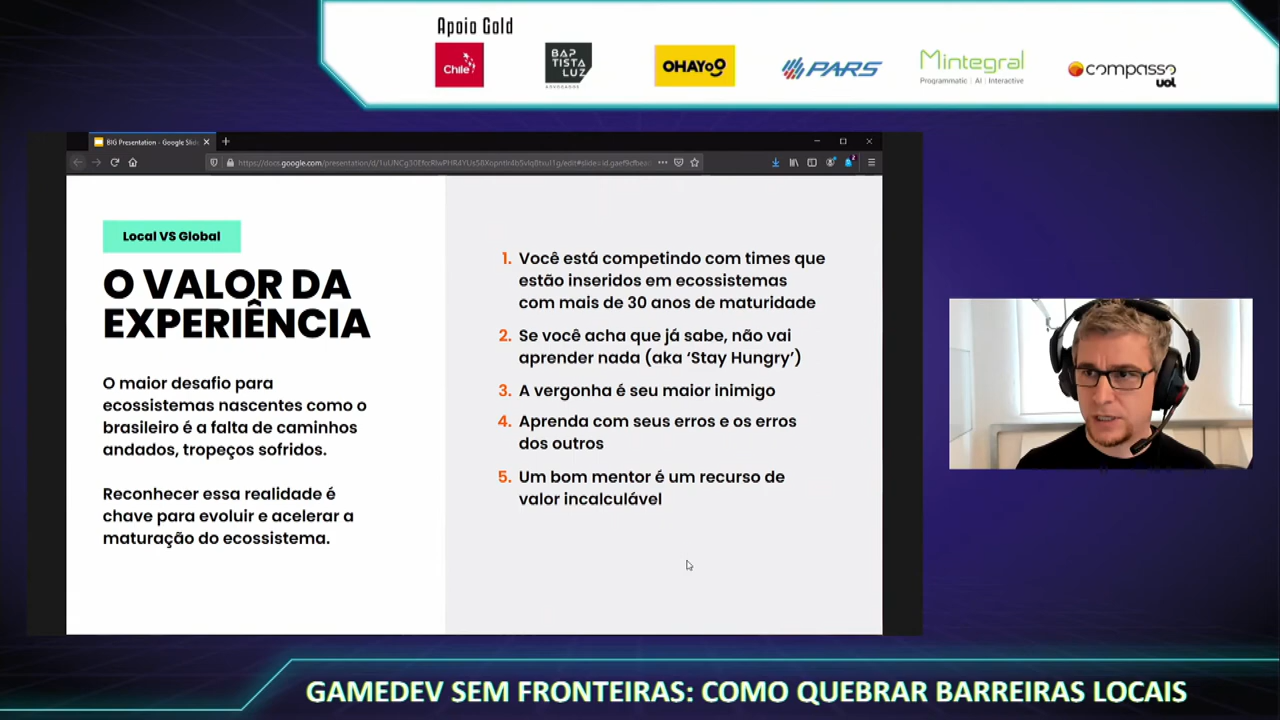 Apoio Gold
Chile
BAP
TISTA
LUZ
ADVOGADOS
OHAYOO
PARS
Mintegral
Programmatic | AI | Interactive
compasso
uol
BIG Presentation - Google Slid
Local VS Global
O VALOR DA
EXPERIÊNCIA
O maior desafio para
ecossistemas nascentes como o
brasileiro é a falta de caminhos
andados, tropeços sofridos.
Reconhecer essa realidade é
chave para evoluir e acelerar a
maturação do ecossistema.
1. Você está competindo com times que
estão inseridos em ecossistemas
com mais de 30 anos de maturidade
2. Se você acha que já sabe, não vai
aprender nada (aka ‘Stay Hungry’)
3. A vergonha é seu maior inimigo
4. Aprenda com seus erros e os erros
dos outros
5. Um bom mentor é um recurso de
valor incalculável
GAMEDEV SEM FRONTEIRAS: COMO QUEBRAR BARREIRAS LOCAIS